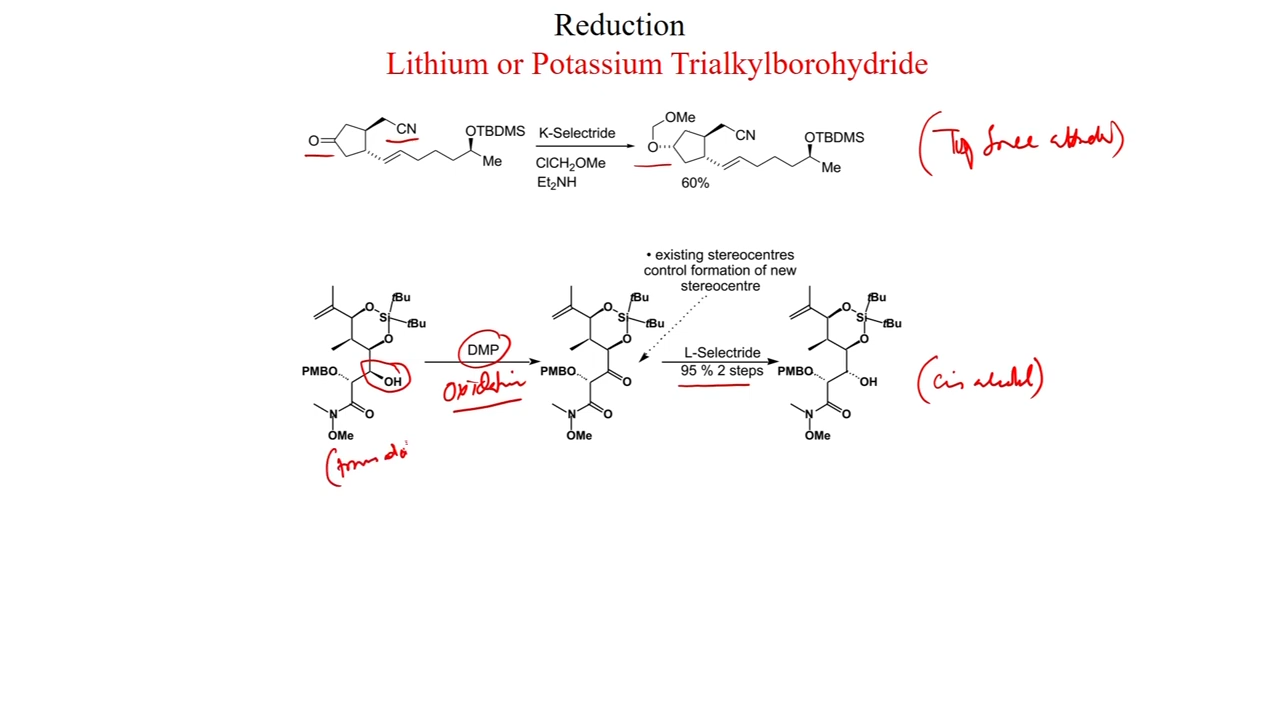 Reduction
Lithium or Potassium Trialkylborohydride
O CN OTBDMS Me
K-Selectride
ClCH2OMe
Et2NH
OMe O CN OTBDMS Me
60%
(Top face attack)
• existing stereocentres
control formation of new
stereocentre
O Si tBu tBu O PMBO OH N O OMe
DMP
oxidation
O Si tBu tBu O PMBO O N O OMe
L-Selectride
95 % 2 steps
O Si tBu tBu O PMBO OH N O OMe
(cis alcohol)